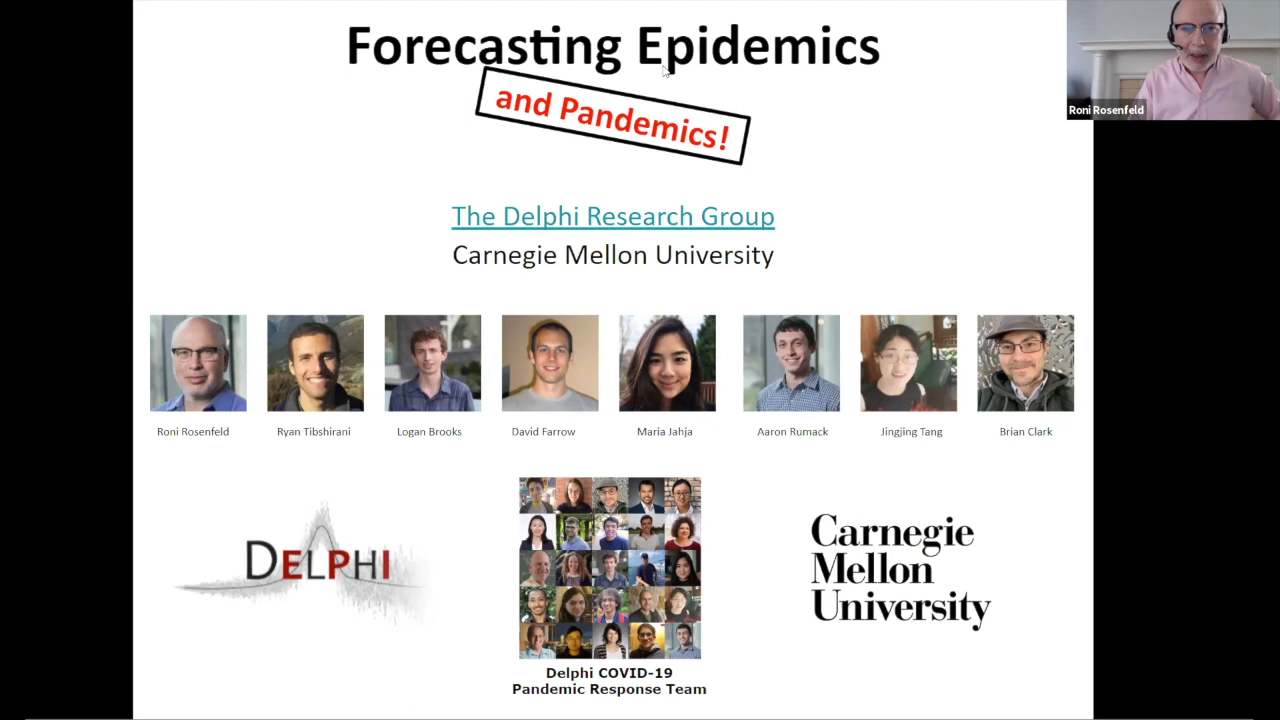 Forecasting Epidemics
and Pandemics!
Roni Rosenfeld
The Delphi Research Group
Carnegie Mellon University
Roni Rosenfeld
Ryan Tibshirani
Logan Brooks
David Farrow
Maria Jahja
Aaron Rumack
Jingjing Tang
Brian Clark
DELPHI
Carnegie
Mellon
University
Delphi COVID-19
Pandemic Response Team